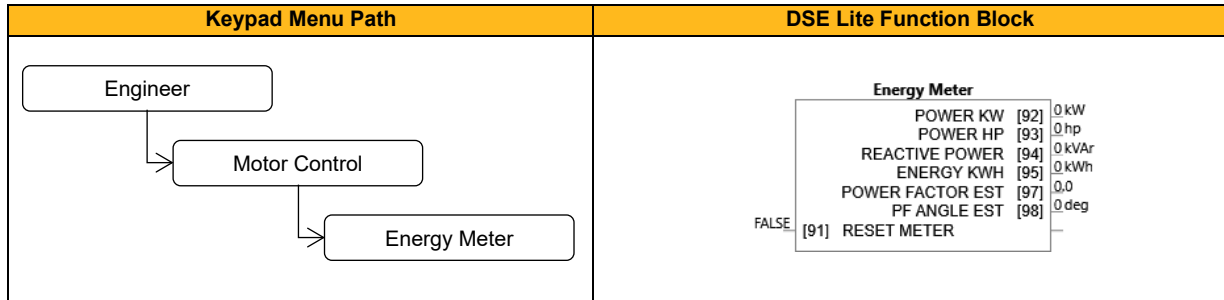 Keypad Menu Path
DSE Lite Function Block
Engineer
Motor Control
Energy Meter
Energy Meter
POWER KW [92] 0 kW
POWER HP [93] 0 hp
REACTIVE POWER [94] 0 kVAr
ENERGY KWH [95] 0 kWh
POWER FACTOR EST [97] 0.0
PF ANGLE EST [98] 0 deg
FALSE [91] RESET METER